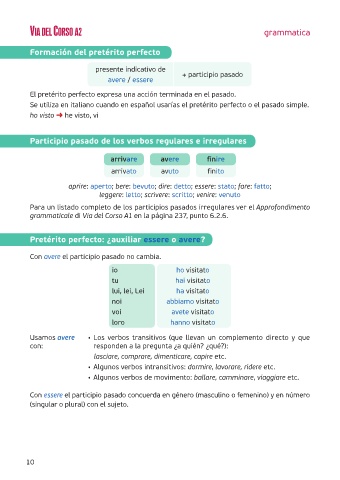 VIA DEL CORSO A2
grammatica
Formación del pretérito perfecto
presente indicativo de
avere / essere
+ participio pasado
El pretérito perfecto expresa una acción terminada en el pasado.
Se utiliza en italiano cuando en español usarías el pretérito perfecto o el pasado simple.
ho visto ➜ he visto, vi
Participio pasado de los verbos regulares e irregulares
arrivare avere finire
arrivato avuto finito
aprire: aperto; bere: bevuto; dire: detto; essere: stato; fare: fatto;
leggere: letto; scrivere: scritto; venire: venuto
Para un listado completo de los participios pasados irregulares ver el Approfondimento
grammaticale di Via del Corso A1 en la página 237, punto 6.2.6.
Pretérito perfecto: ¿auxiliar essere o avere?
Con avere el participio pasado no cambia.
io ho visitato
tu hai visitato
lui, lei, Lei ha visitato
noi abbiamo visitato
voi avete visitato
loro hanno visitato
Usamos avere • Los verbos transitivos (que llevan un complemento directo y que
con: responden a la pregunta ¿a quién? ¿qué?):
lasciare, comprare, dimenticare, capire etc.
• Algunos verbos intransitivos: dormire, lavorare, ridere etc.
• Algunos verbos de movimento: ballare, camminare, viaggiare etc.
Con essere el participio pasado concuerda en género (masculino o femenino) y en número
(singular o plural) con el sujeto.
10